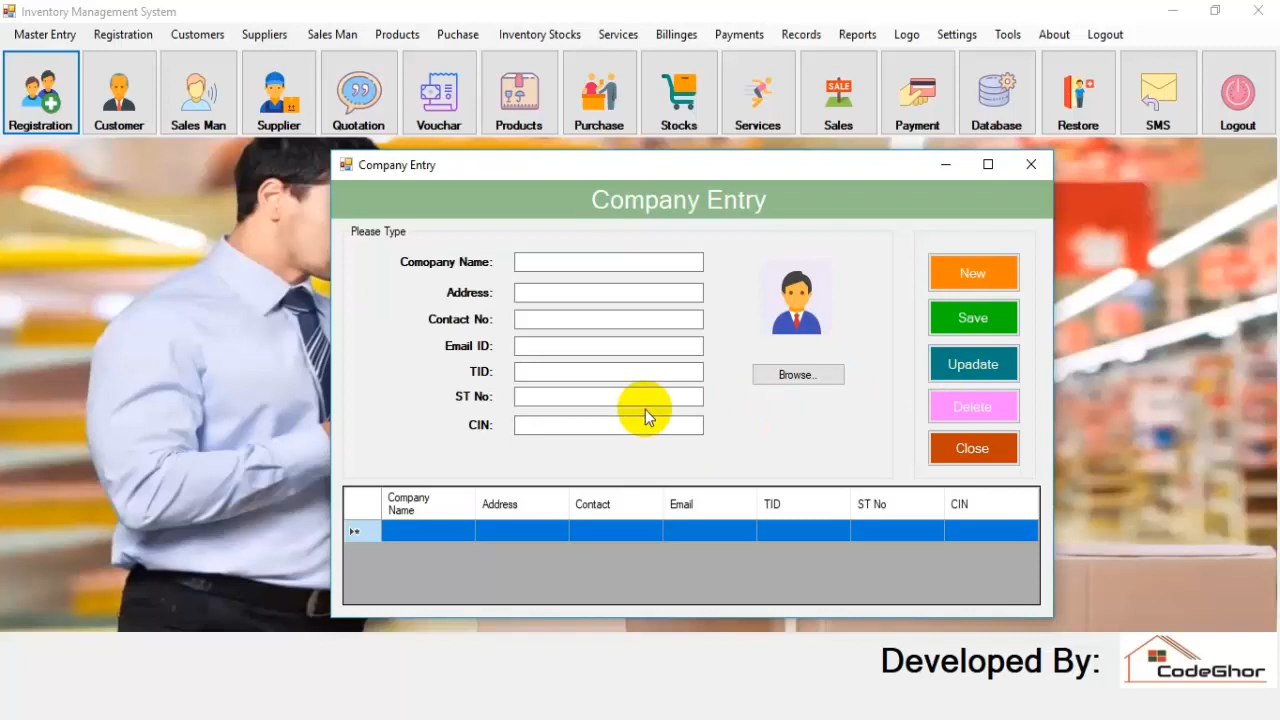 Inventory Management System
Master Entry Registration Customers Suppliers Sales Man Products Puchase Inventory Stocks Services Billinges Payments Records Reports Logo Settings Tools About Logout
Registration Customer Sales Man Supplier Quotation Vouchar Products Purchase Stocks Services Sales Payment Database Restore SMS Logout
SALE
Company Entry
Company Entry
Please Type
Comopany Name:
Address:
Contact No:
Email ID:
TID:
ST No:
CIN:
Browse..
New
Save
Upadate
Delete
Close
Company Name Address Contact Email TID ST No CIN
Developed By:
CodeGhor